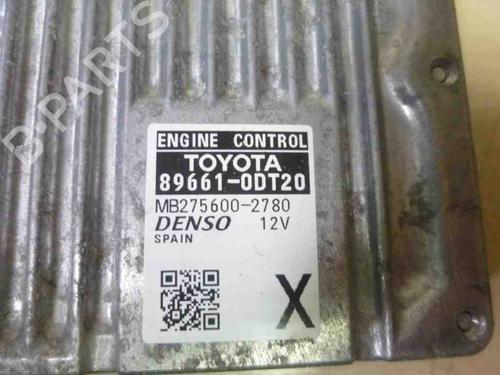 B-PARTS
ENGINE CONTROL
TOYOTA
89661-0DT20
MB275600-2780
DENSO 12V
SPAIN
X